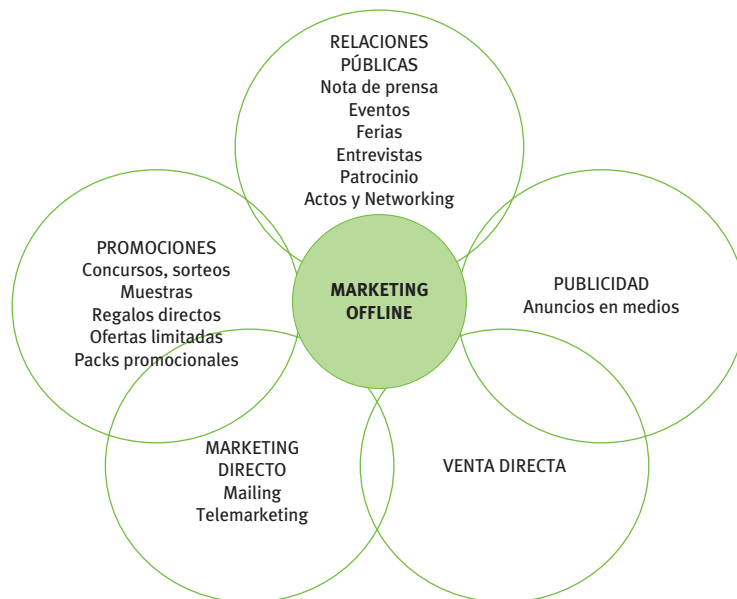 RELACIONES
PÚBLICAS
Nota de prensa
Eventos
Ferias
Entrevistas
Patrocinio
Actos y Networking
PROMOCIONES
Concursos, sorteos
Muestras
Regalos directos
Ofertas limitadas
Packs promocionales
MARKETING
OFFLINE
PUBLICIDAD
Anuncios en medios
MARKETING
DIRECTO
Mailing
Telemarketing
VENTA DIRECTA